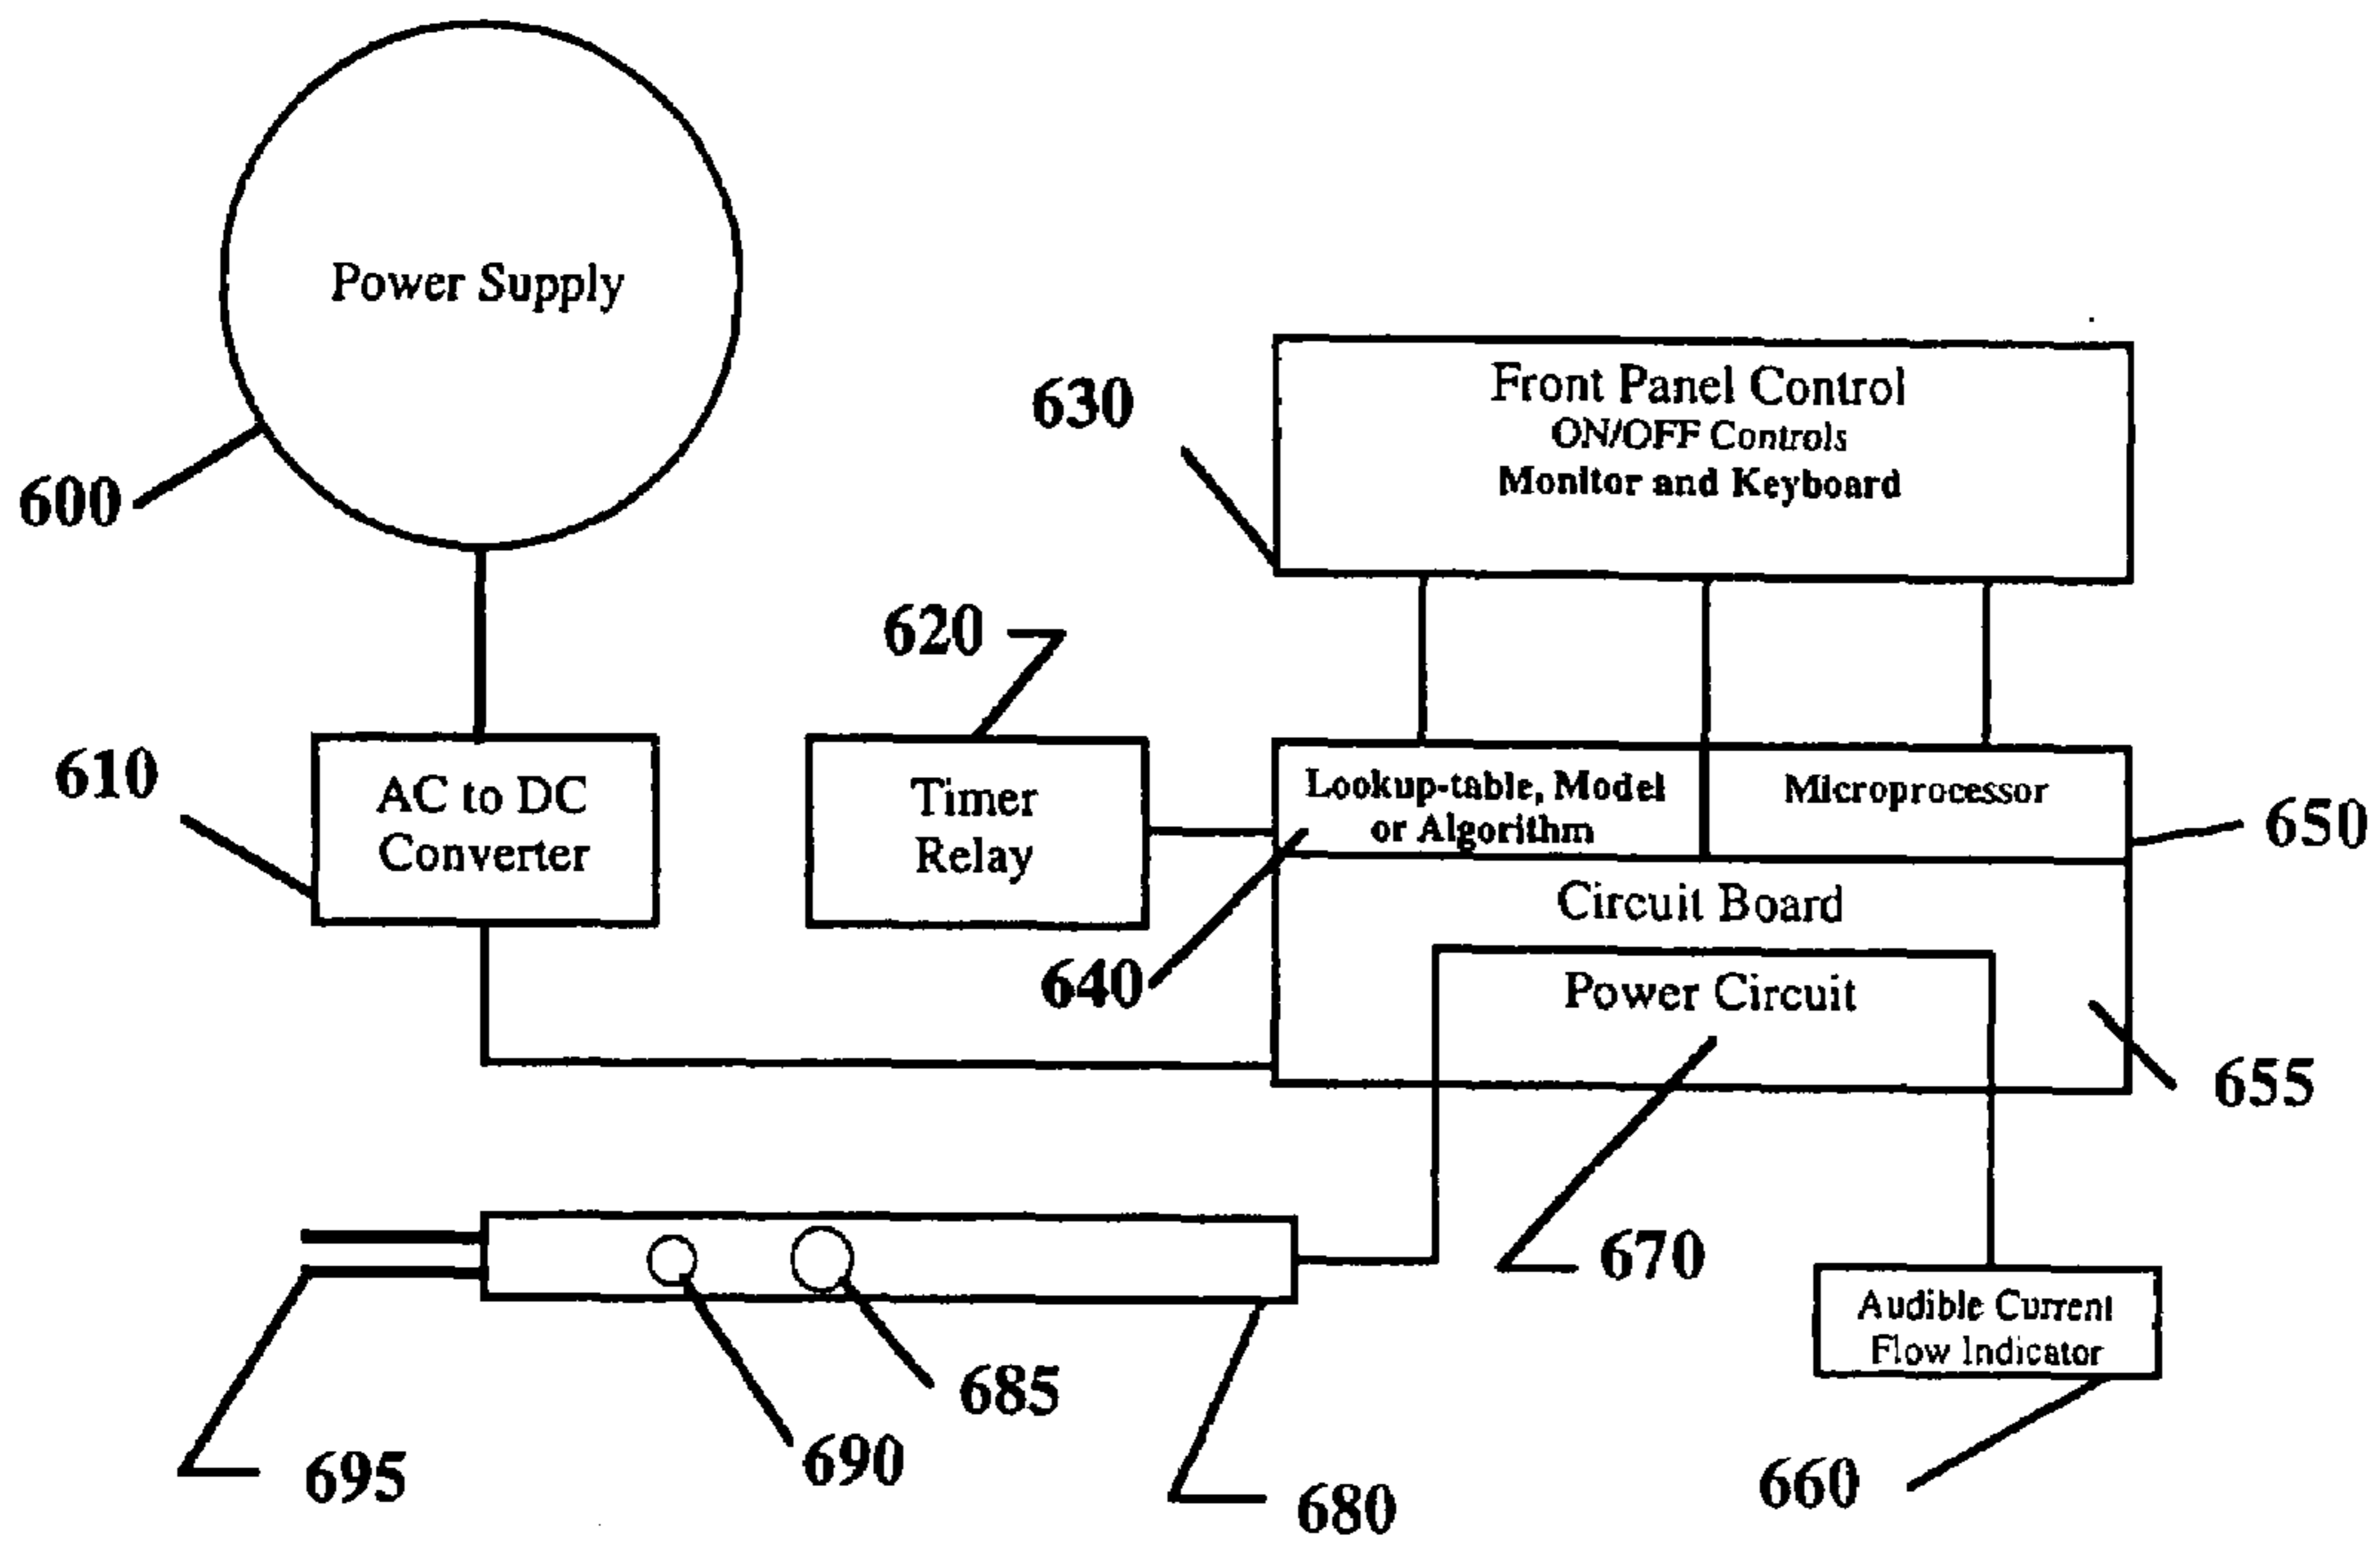 Power Supply
600
630
Front Panel Control
ON/OFF Controls
Monitor and Keyboard
620
610
AC to DC
Converter
Timer
Relay
Lookup-table, Model
or Algorithm
Microprocessor
650
640
Circuit Board
Power Circuit
655
670
685
690
695
680
Audible Current
Flow Indicator
660